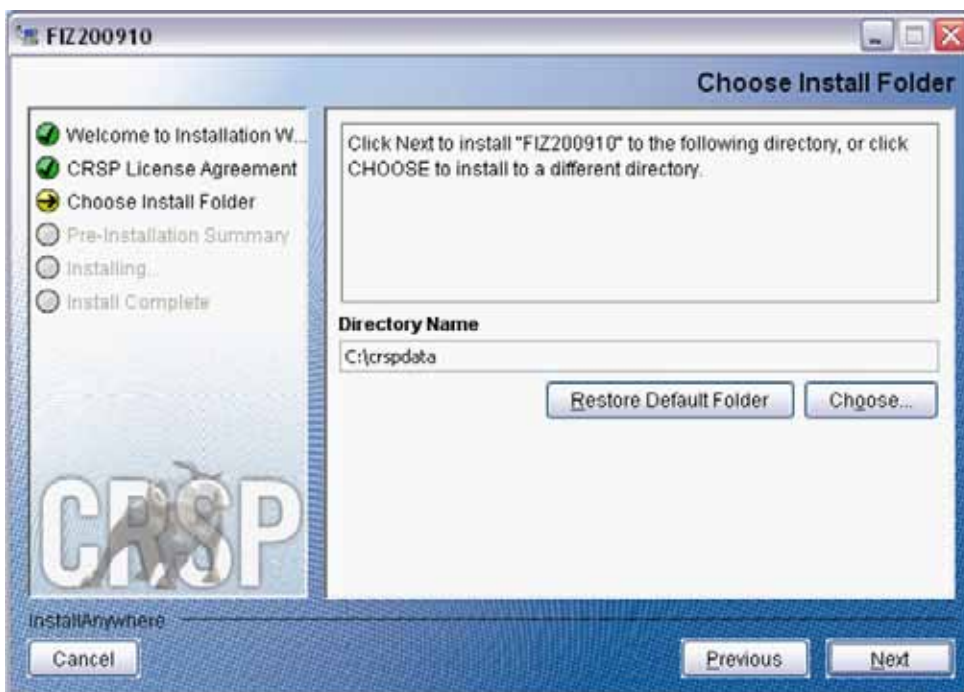 FIZ200910
Choose Install Folder
Welcome to Installation W...
CRSP License Agreement
Choose Install Folder
Pre-Installation Summary
Installing...
Install Complete
CRSP
Click Next to install "FIZ200910" to the following directory, or click
CHOOSE to install to a different directory.
Directory Name
C:\crspdata
Restore Default Folder
Choose...
InstallAnywhere
Cancel
Previous
Next